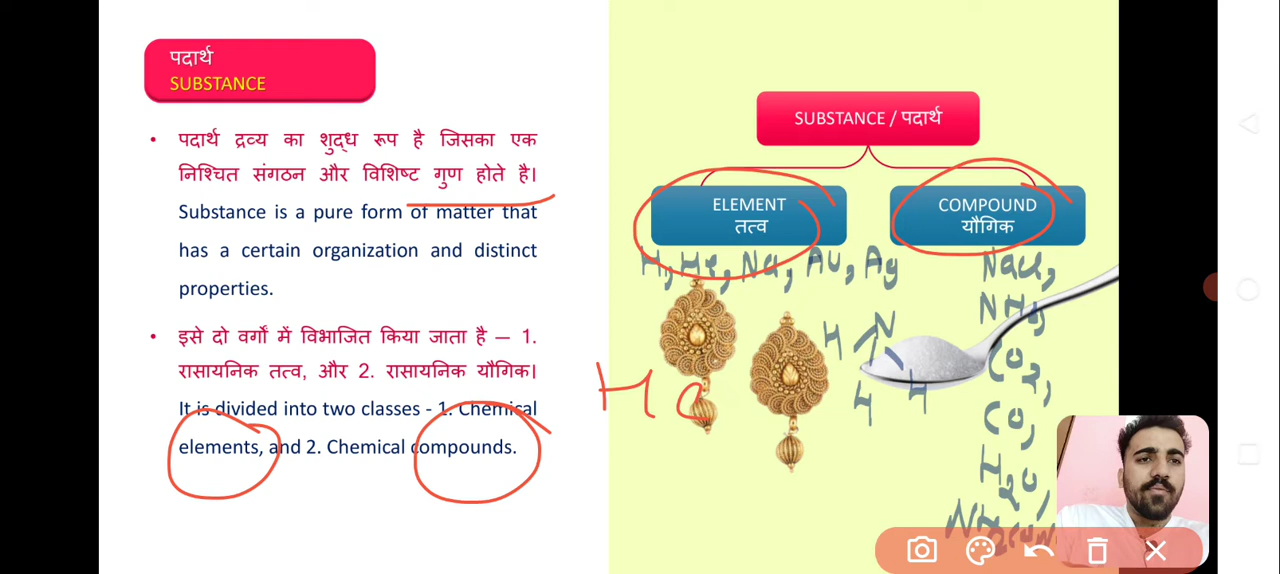 पदार्थ
SUBSTANCE
• पदार्थ द्रव्य का शुद्ध रूप है जिसका एक
निश्चित संगठन और विशिष्ट गुण होते है।
Substance is a pure form of matter that
has a certain organization and distinct
properties.
• इसे दो वर्गों में विभाजित किया जाता है — 1.
रासायनिक तत्व, और 2. रासायनिक यौगिक।
It is divided into two classes - 1. Chemical
elements, and 2. Chemical compounds.
SUBSTANCE / पदार्थ
ELEMENT
तत्व
COMPOUND
यौगिक
H, He, Na, Au, Ag
NaCl,
NH3,
CO2,
CO,
H2O,
N
H H H
H